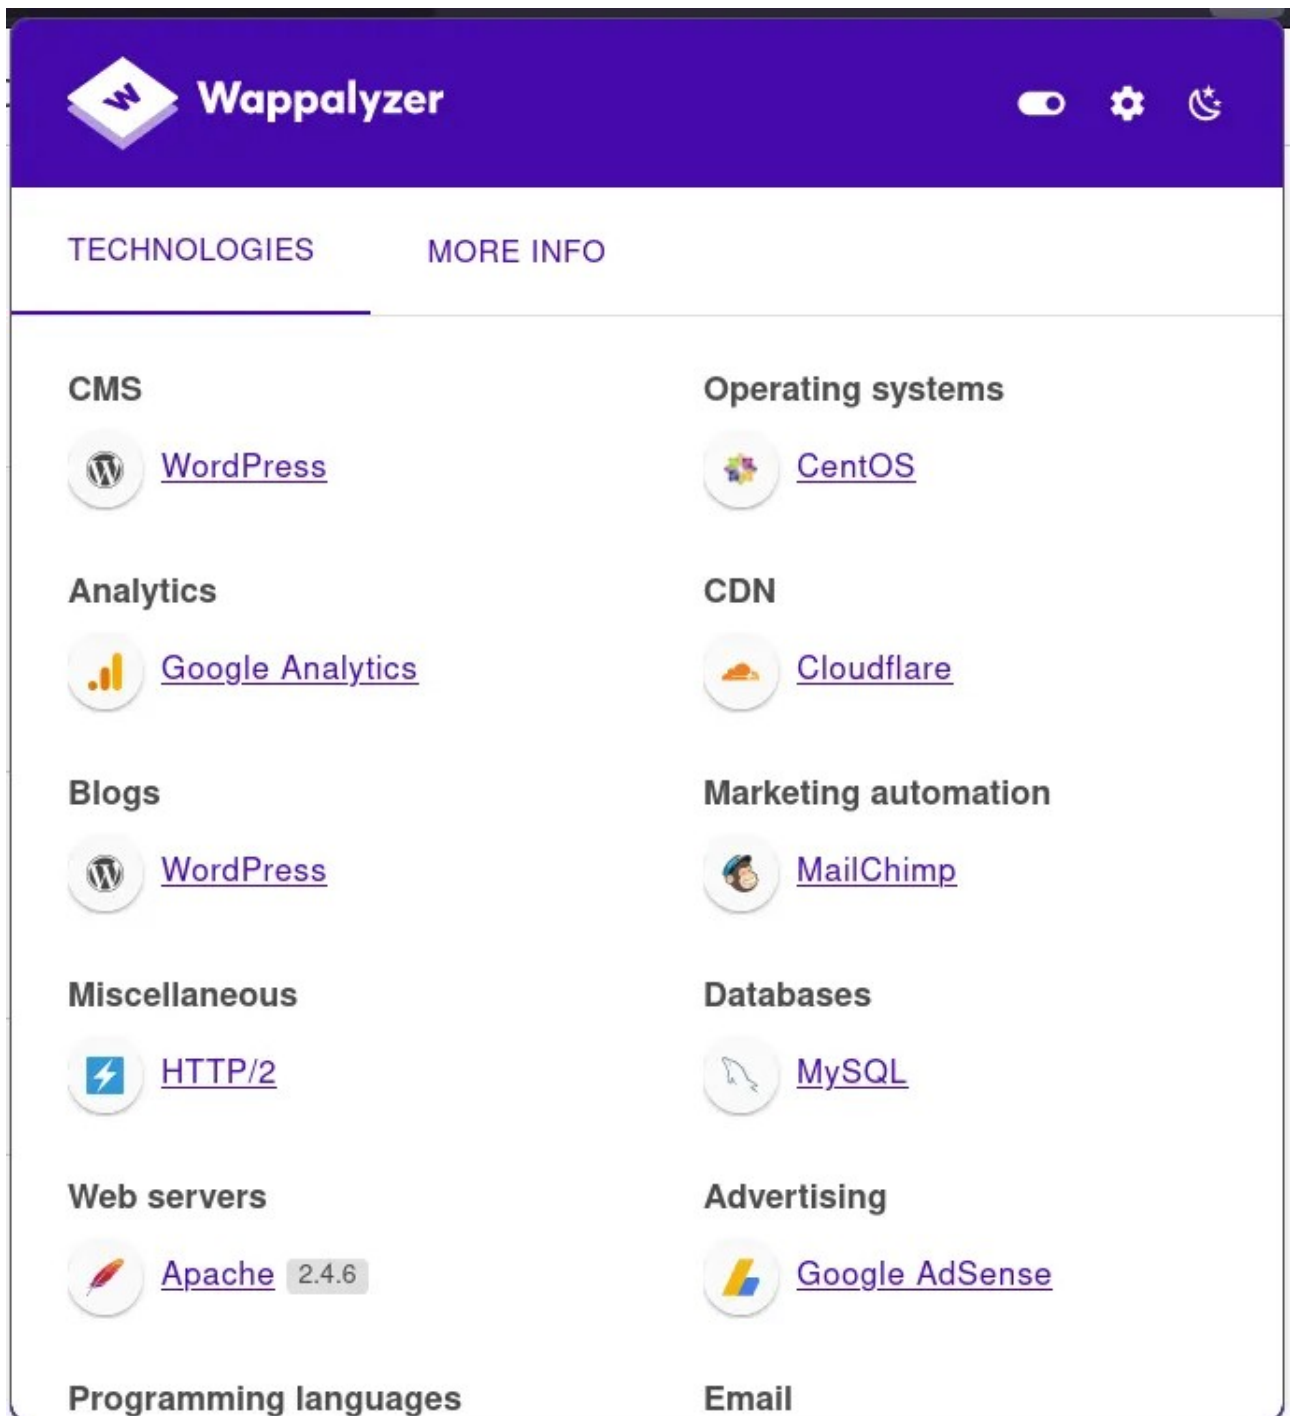 Wappalyzer
TECHNOLOGIES
MORE INFO
CMS
WordPress
Operating systems
CentOS
Analytics
Google Analytics
CDN
Cloudflare
Blogs
WordPress
Marketing automation
MailChimp
Miscellaneous
HTTP/2
Databases
MySQL
Web servers
Apache 2.4.6
Advertising
Google AdSense
Programming languages
Email